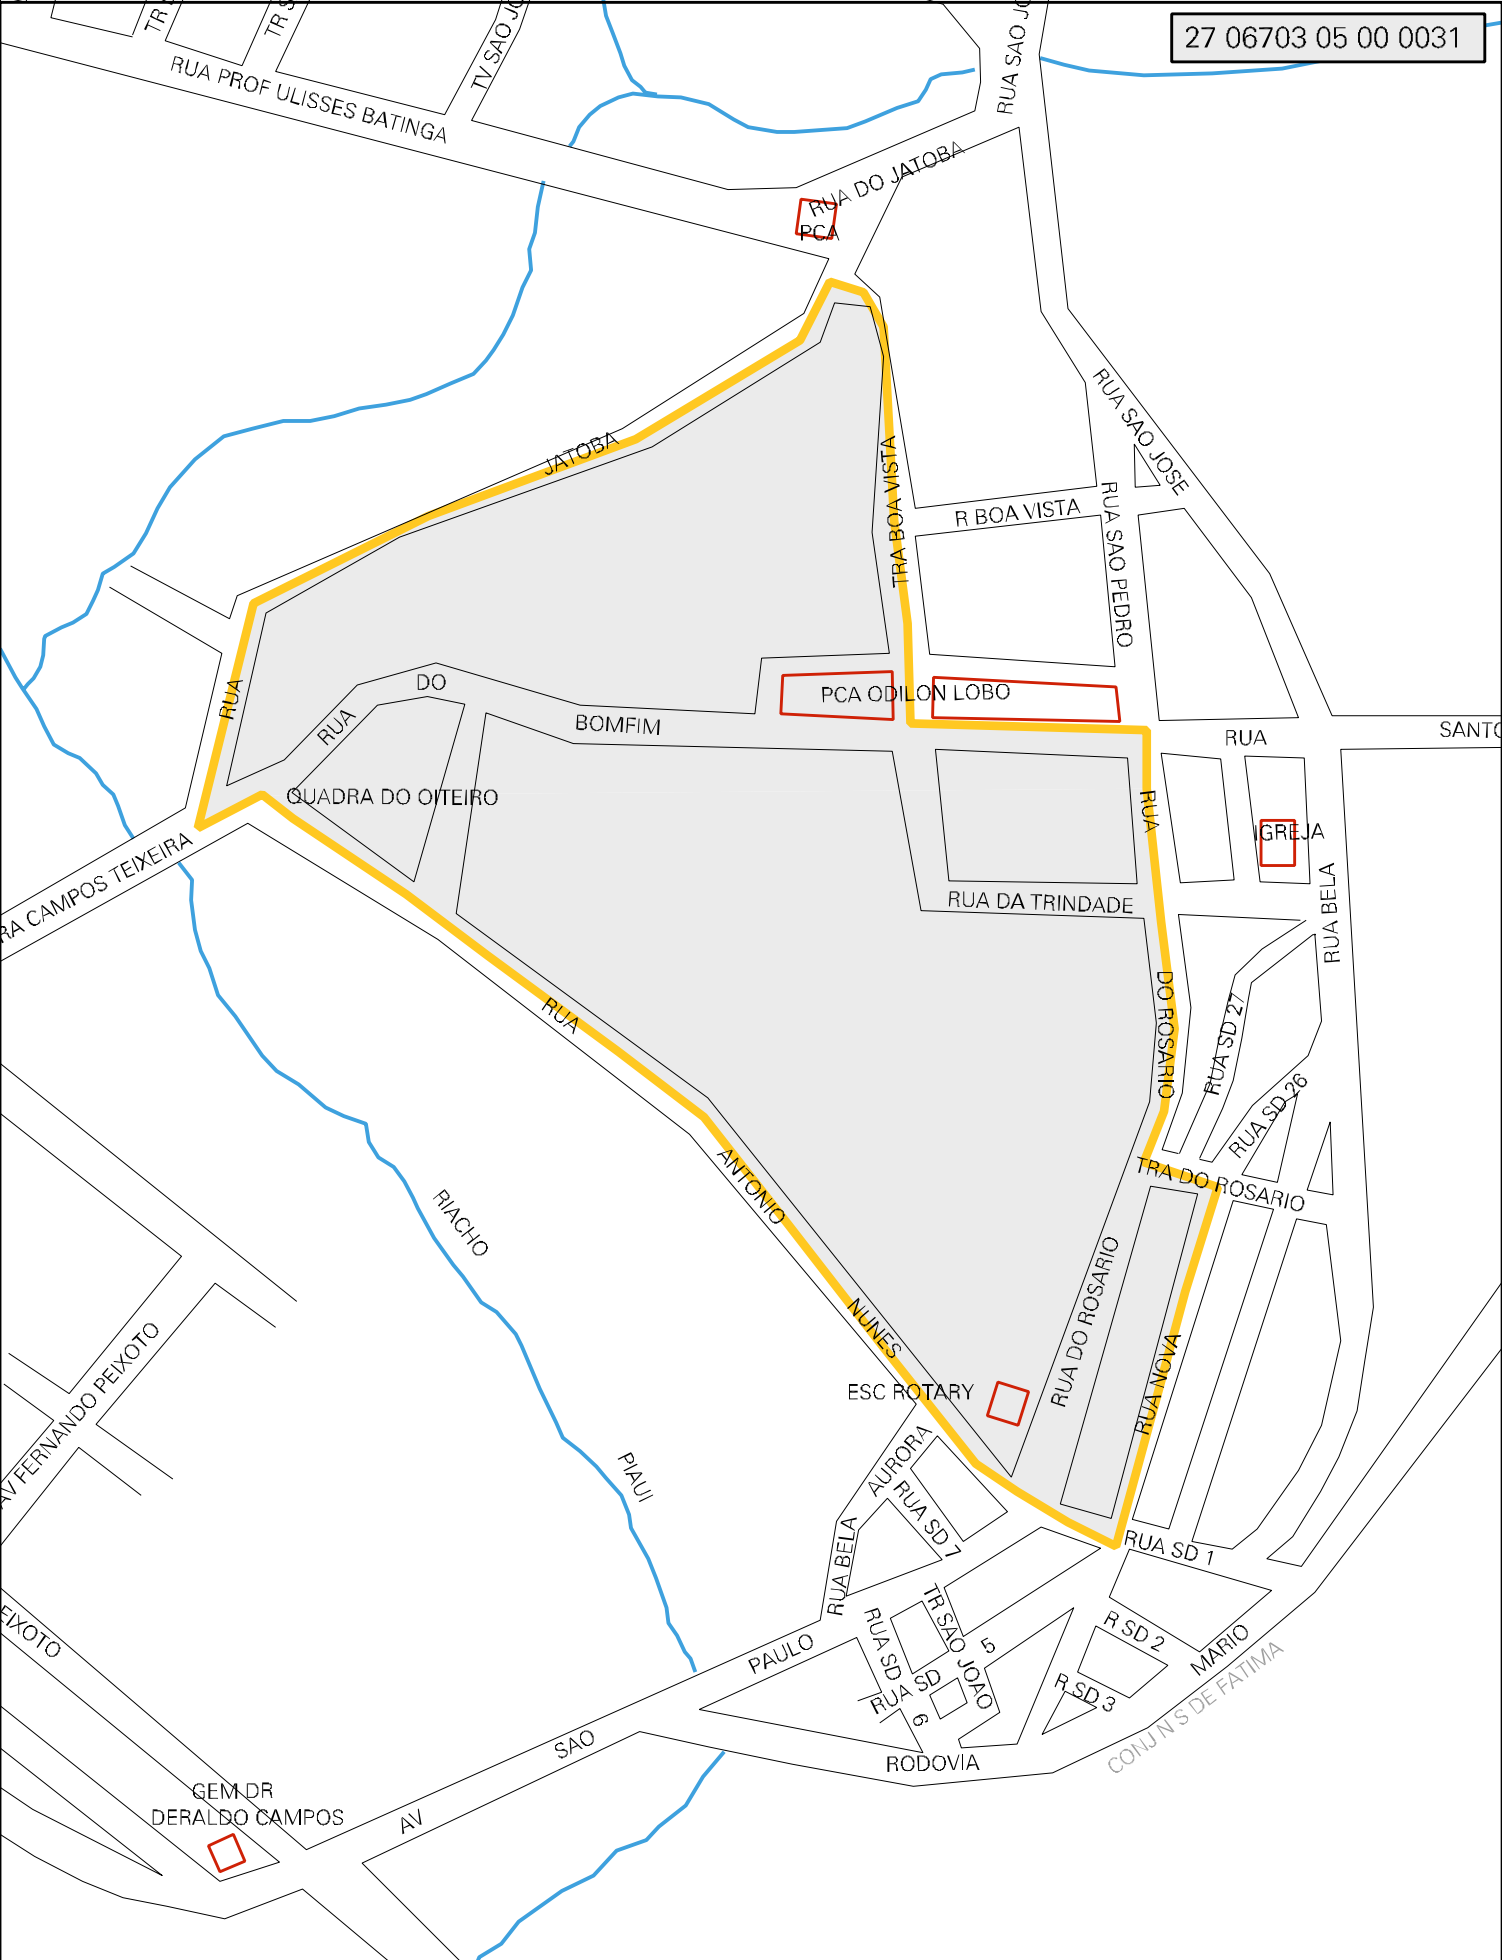 27 06703 05 00 0031
TV SAO JO
RUA SAO JO
RUA PROF ULISSES BATINGA
RUA DO JATOBA
PCA
RUA SAO JOSE
JATOBA
TRA BOA VISTA
R BOA VISTA
RUA SAO PEDRO
RUA
DO
RUA
BOMFIM
PCA ODILON LOBO
RUA
SANTO
QUADRA DO OITEIRO
RUA
IGREJA
RA CAMPOS TEIXEIRA
RUA DA TRINDADE
RUA BELA
RUA
DO ROSARIO
RUA SD 27
RUA SD 26
TRA DO ROSARIO
ANTONIO
RIACHO
RUA DO ROSARIO
NUNES
RUA NOVA
AV FERNANDO PEIXOTO
ESC ROTARY
AURORA
PIAUI
RUA SD 7
RUA SD 1
RUA BELA
EIXOTO
TR SAO JOAO
RUA SD
6
R SD 2
MARIO
PAULO
RUA SD
5
R SD 3
CONJ N S DE FATIMA
SAO
RODOVIA
GEM DR
DERALDO CAMPOS
AV